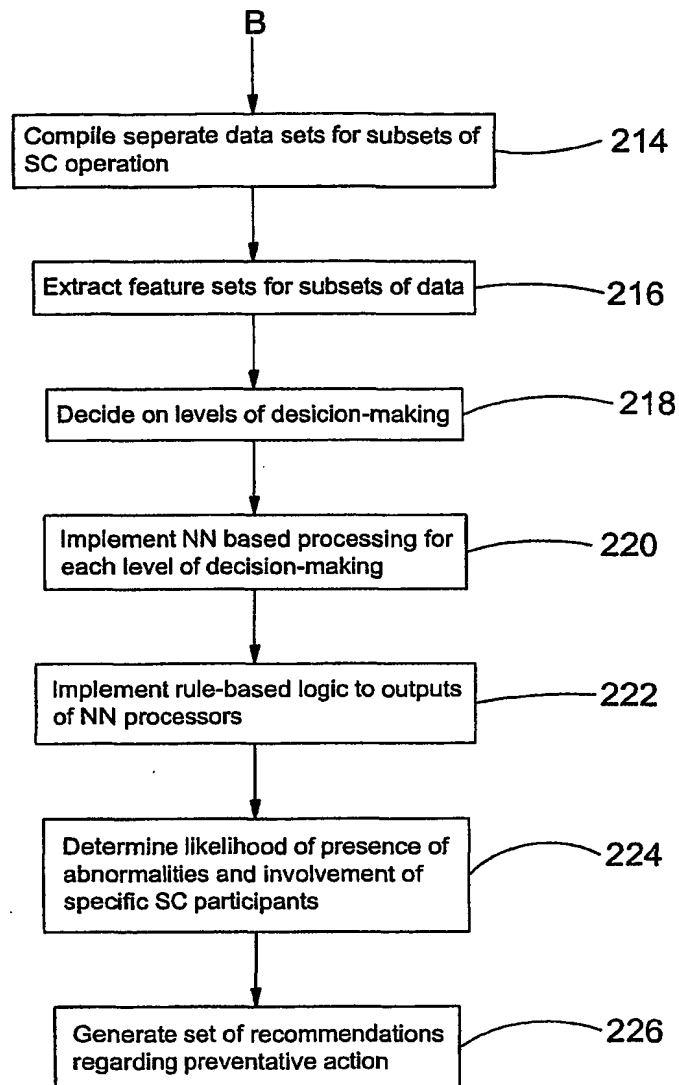 B
Compile seperate data sets for subsets of
SC operation
214
Extract feature sets for subsets of data
216
Decide on levels of desicion-making
218
Implement NN based processing for
each level of decision-making
220
Implement rule-based logic to outputs
of NN processors
222
Determine likelihood of presence of
abnormalities and involvement of
specific SC participants
224
Generate set of recommendations
regarding preventative action
226